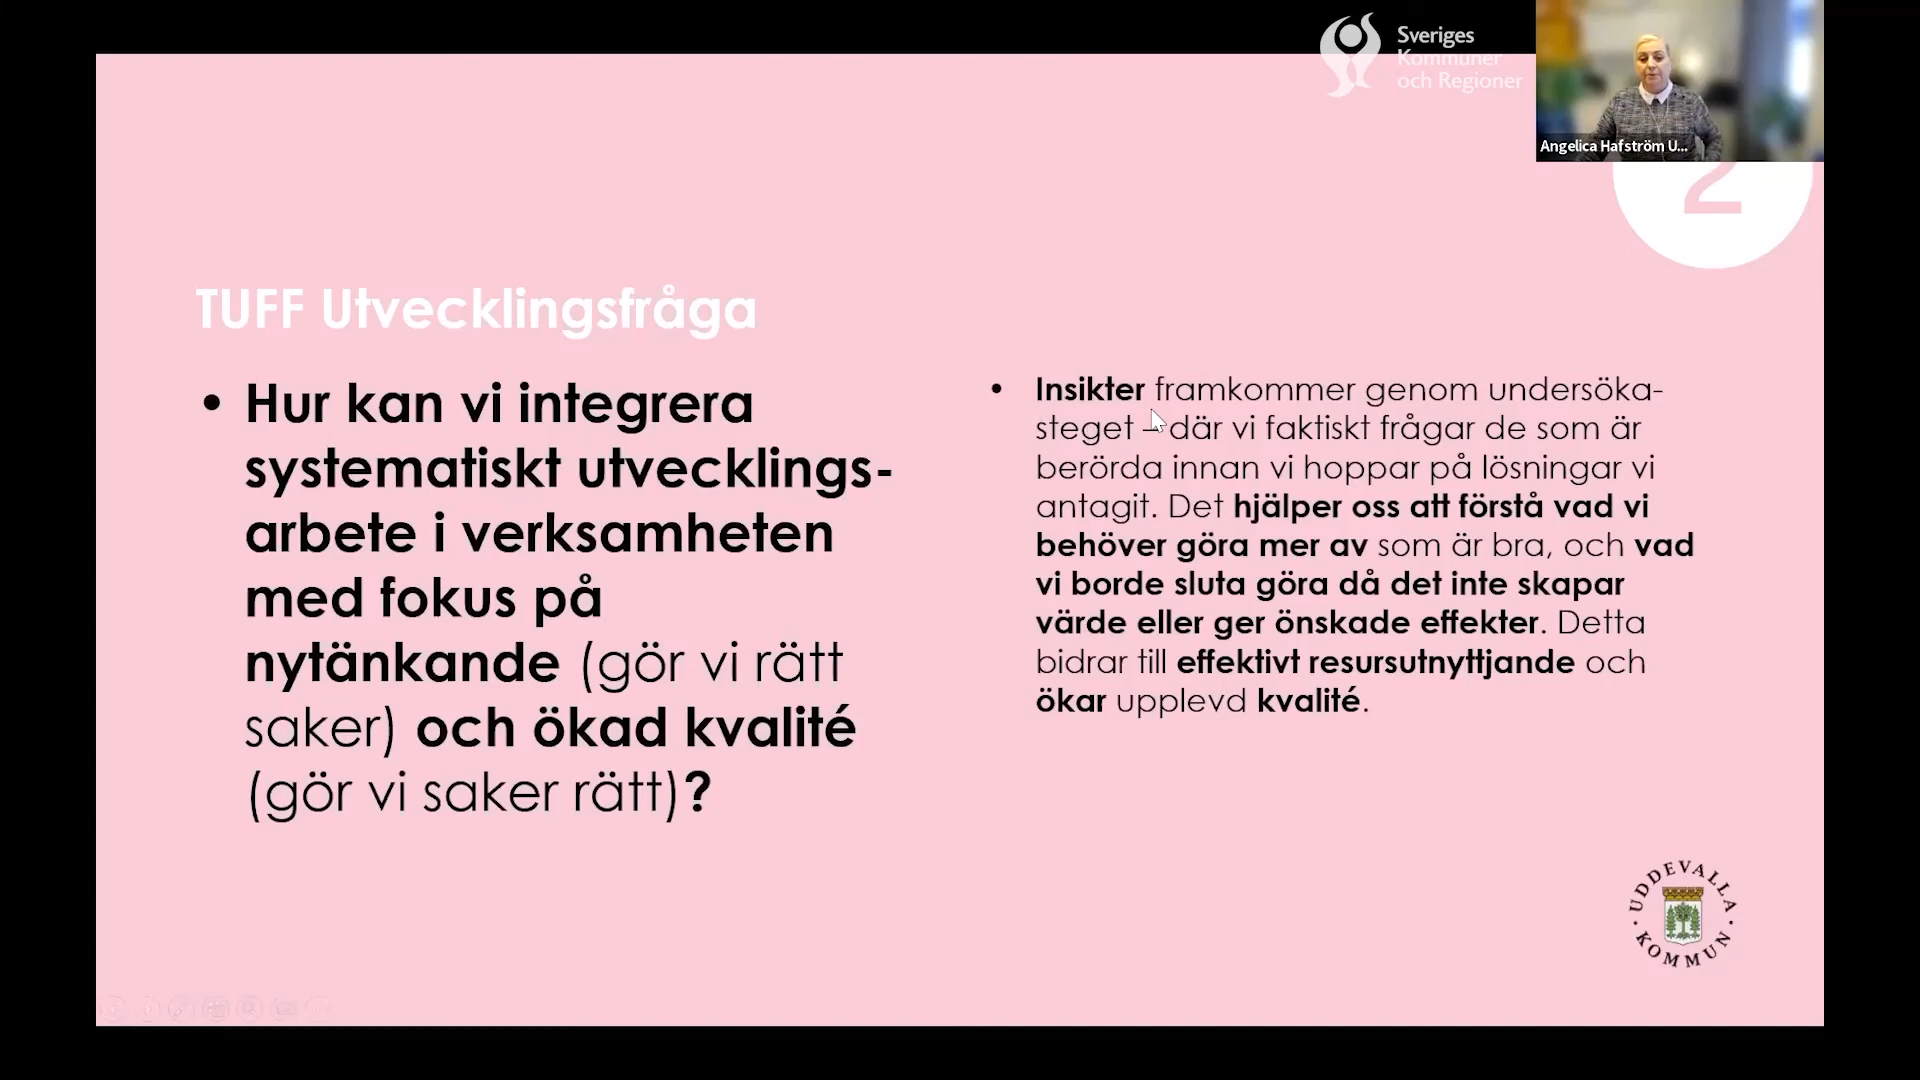 Sveriges
Kommuner
och Regioner
Angelica Hafström U...
2
TUFF Utvecklingsfråga
• Hur kan vi integrera
systematiskt utvecklings-
arbete i verksamheten
med fokus på
nytänkande (gör vi rätt
saker) och ökad kvalité
(gör vi saker rätt)?
• Insikter framkommer genom undersöka-
steget – där vi faktiskt frågar de som är
berörda innan vi hoppar på lösningar vi
antagit. Det hjälper oss att förstå vad vi
behöver göra mer av som är bra, och vad
vi borde sluta göra då det inte skapar
värde eller ger önskade effekter. Detta
bidrar till effektivt resursutnyttjande och
ökar upplevd kvalité.
UDDEVALLA
KOMMUN